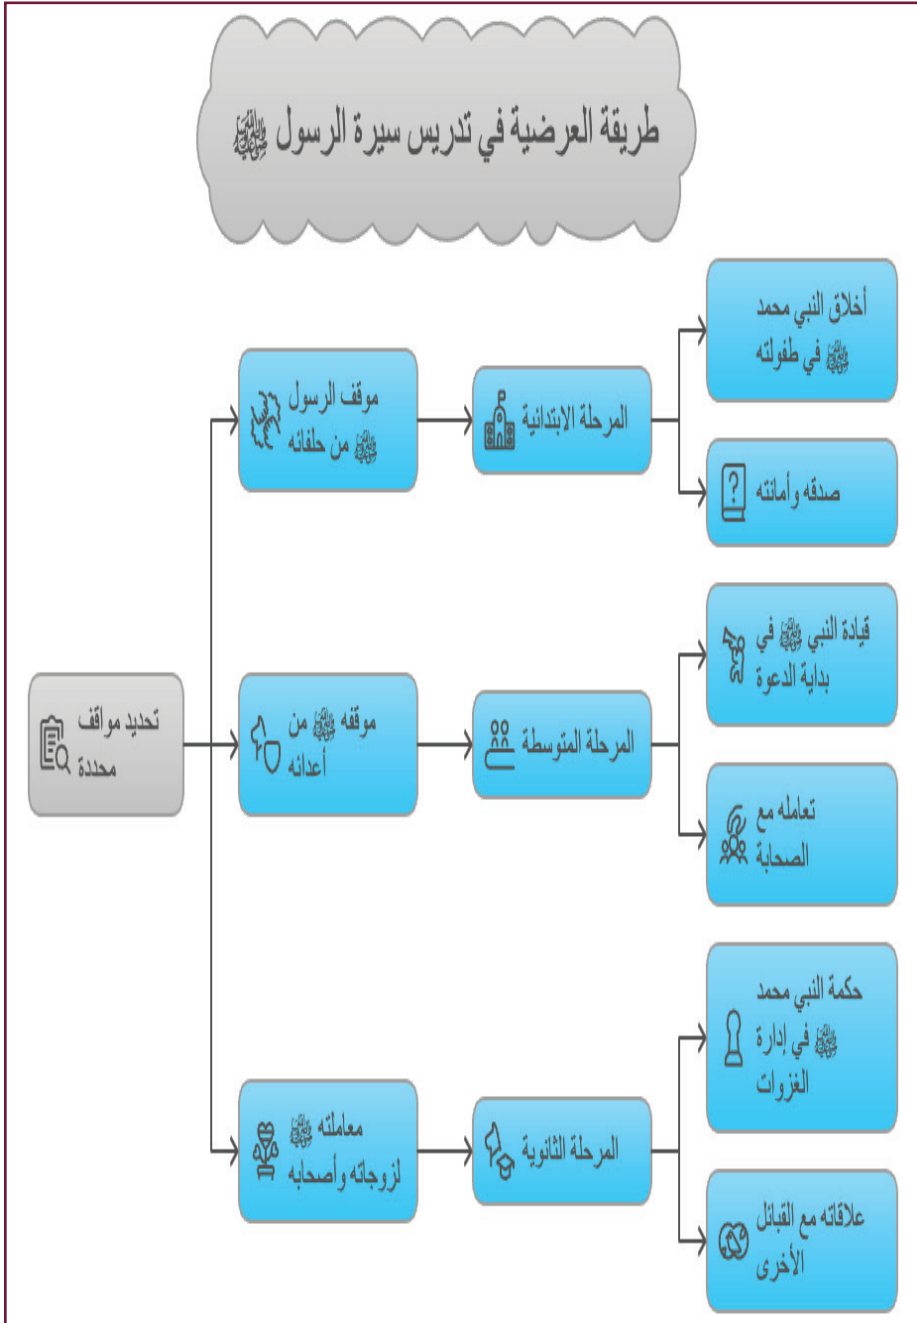 طريقة العرضية في تدريس سيرة الرسول ﷺ
تحديد مواقف
محددة
موقف الرسول
ﷺ من حلفائه
المرحلة الابتدائية
أخلاق النبي محمد
ﷺ في طفولته
صدقه وأمانته
موقفه ﷺ من
أعدائه
المرحلة المتوسطة
قيادة النبي ﷺ في
بداية الدعوة
تعامله مع
الصحابة
معاملته ﷺ
لزوجاته وأصحابه
المرحلة الثانوية
حكمة النبي محمد
ﷺ في إدارة
الغزوات
علاقاته مع القبائل
الأخرى